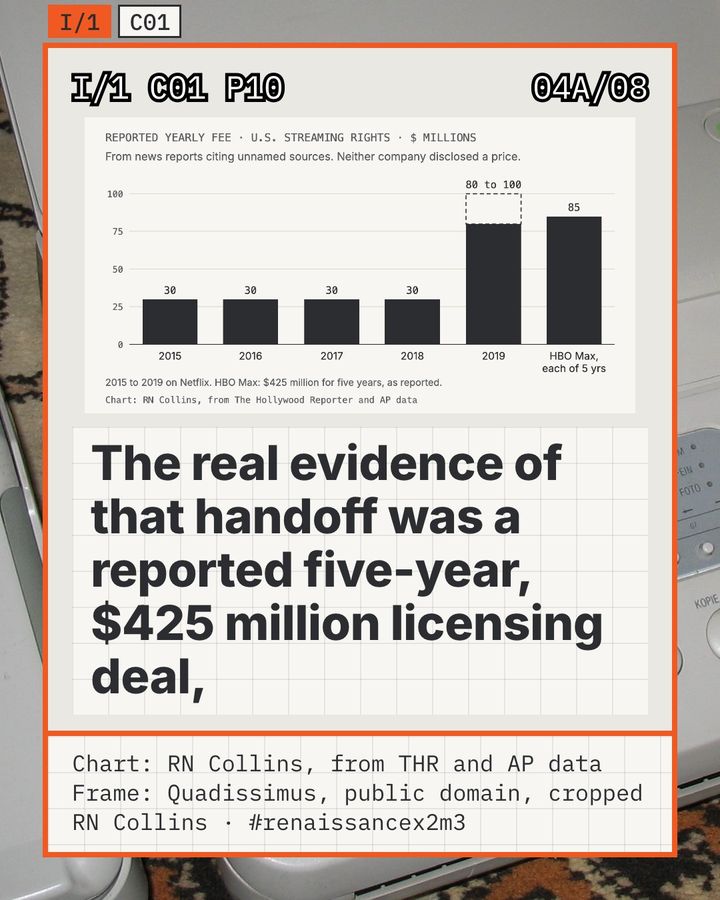 I/1 C01
I/1 C01 P10 04A/08
REPORTED YEARLY FEE · U.S. STREAMING RIGHTS · $ MILLIONS
From news reports citing unnamed sources. Neither company disclosed a price.
80 to 100
100
85
75
50
30 30 30 30
25
0
2015 2016 2017 2018 2019 HBO Max,
each of 5 yrs
2015 to 2019 on Netflix. HBO Max: $425 million for five years, as reported.
Chart: RN Collins, from The Hollywood Reporter and AP data
The real evidence of
that handoff was a
reported five-year,
$425 million licensing
deal,
FOTO
KOPIE
Chart: RN Collins, from THR and AP data
Frame: Quadissimus, public domain, cropped
RN Collins · #renaissancex2m3